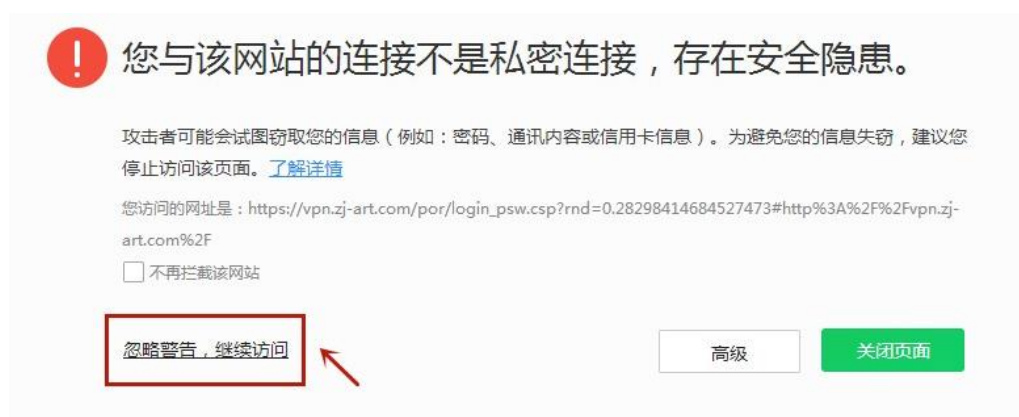 您与该网站的连接不是私密连接，存在安全隐患。
攻击者可能会试图窃取您的信息（例如：密码、通讯内容或信用卡信息）。为避免您的信息失窃，建议您
停止访问该页面。了解详情
您访问的网址是：https://vpn.zj-art.com/por/login_psw.csp?rnd=0.28298414684527473#http%3A%2F%2Fvpn.zj-
art.com%2F
不再拦截该网站
忽略警告，继续访问 高级 关闭页面